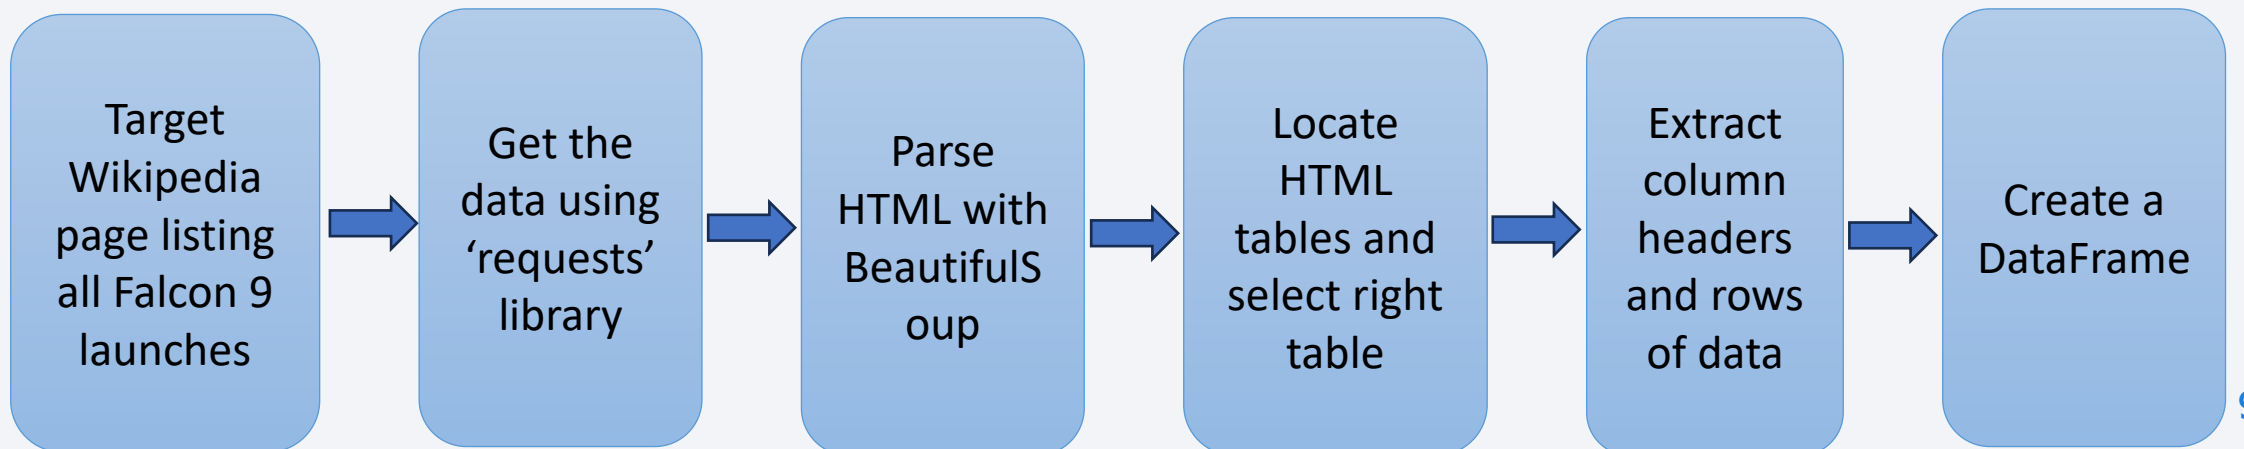 Target
Wikipedia
page listing
all Falcon 9
launches
Get the
data using
‘requests’
library
Parse
HTML with
BeautifulS
oup
Locate
HTML
tables and
select right
table
Extract
column
headers
and rows
of data
Create a
DataFrame